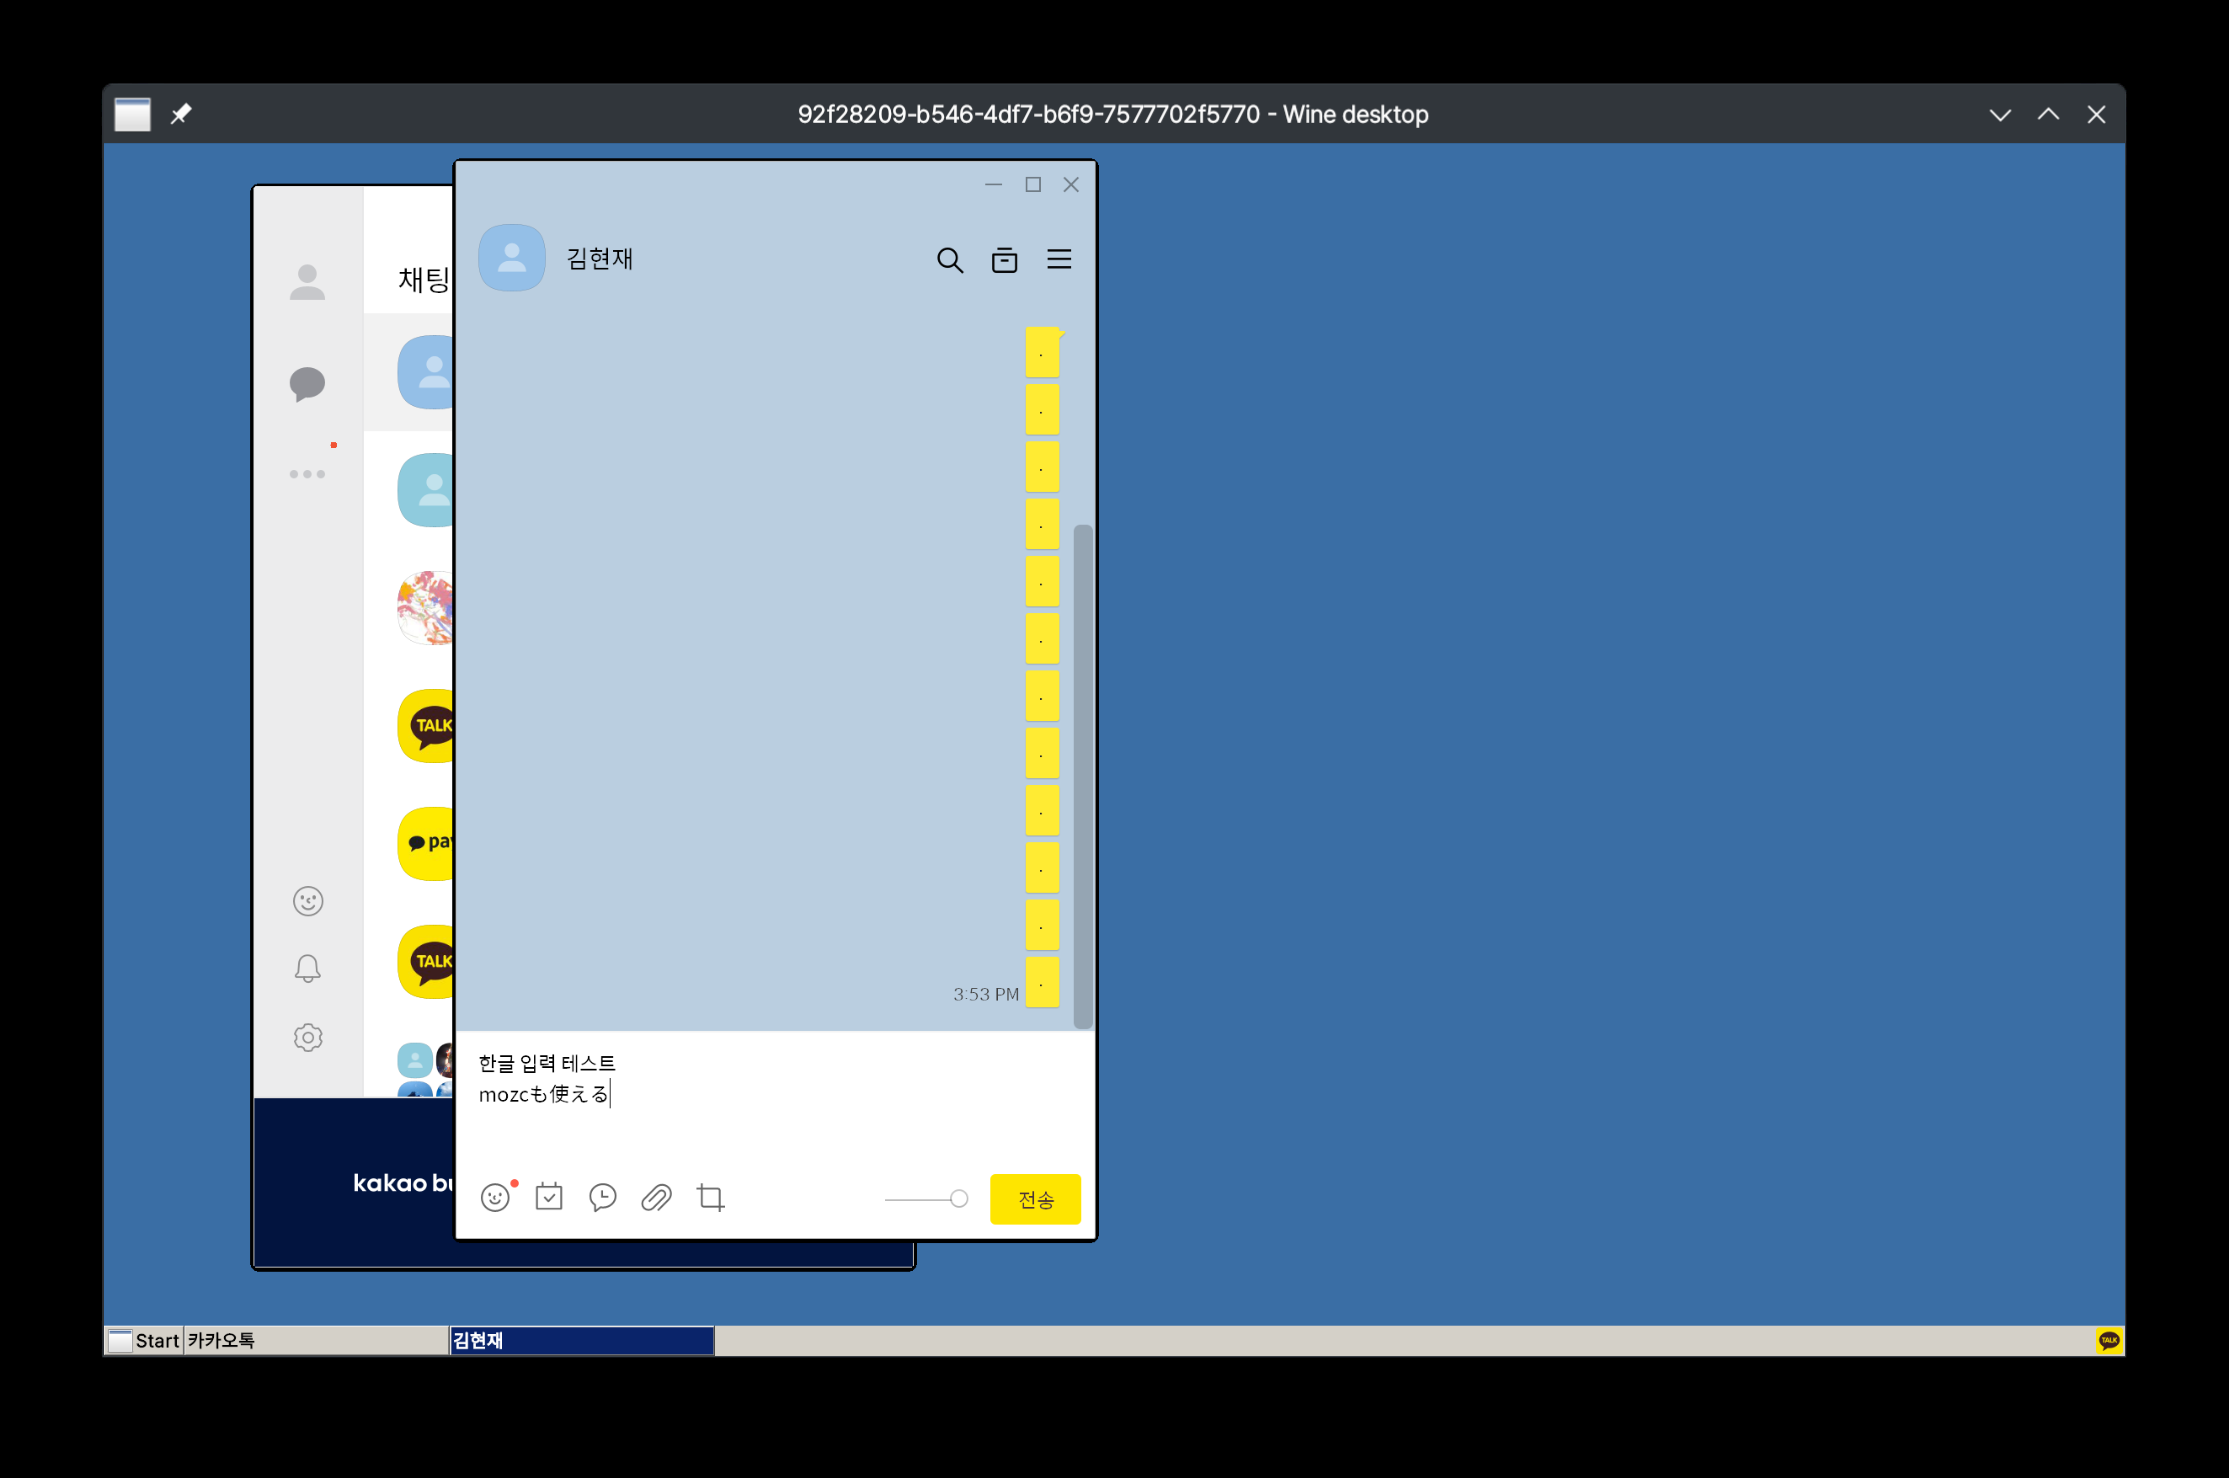 92f28209-b546-4df7-b6f9-7577702f5770 - Wine desktop
채팅
TALK
pay
TALK
kakao bu
김현재
.
.
.
.
.
.
.
.
.
.
.
.
3:53 PM
한글 입력 테스트
mozcも使える
전송
Start
카카오톡
김현재
TALK